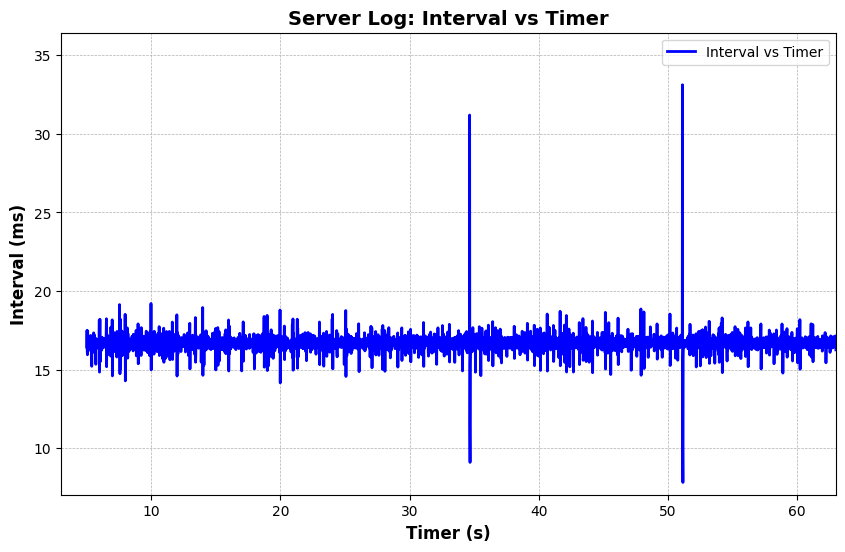 Server Log: Interval vs Timer
Interval vs Timer
35
30
25
20
15
10
Interval (ms)
10 20 30 40 50 60
Timer (s)